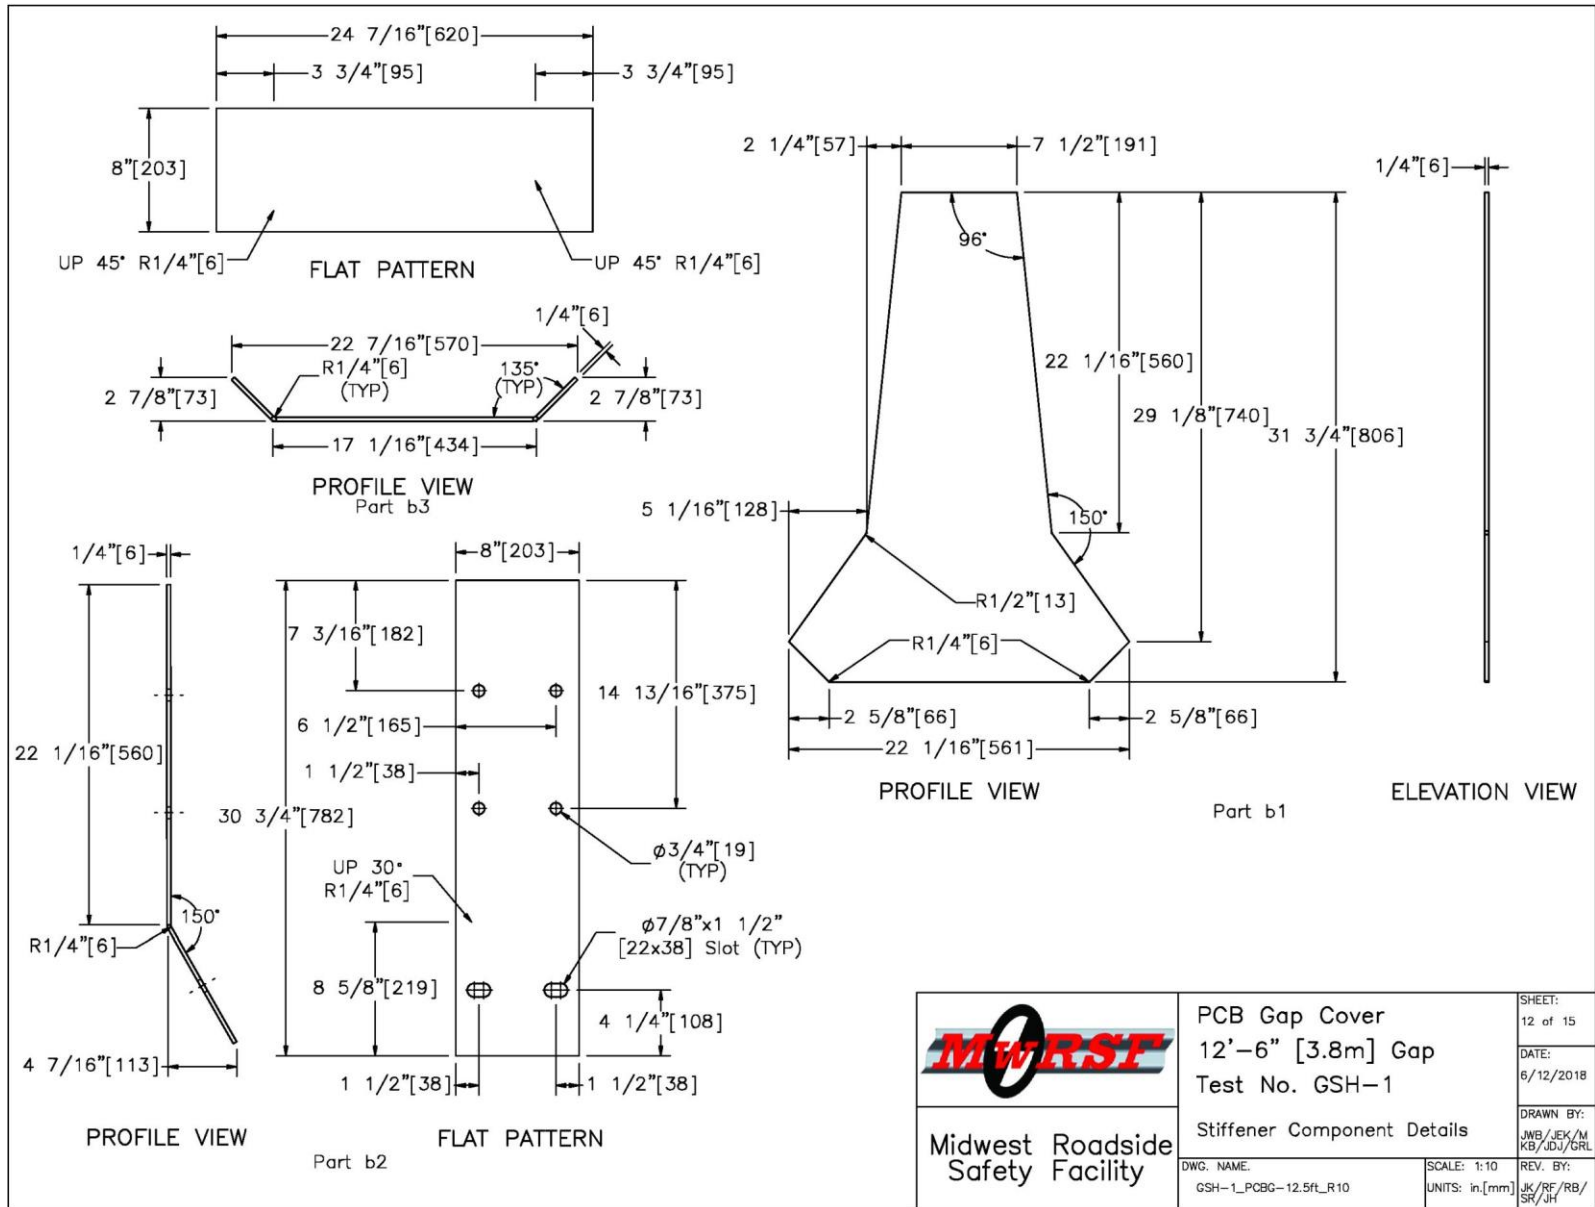 24 7/16"[620]
3 3/4"[95]
3 3/4"[95]
8"[203]
UP 45° R1/4"[6]
UP 45° R1/4"[6]
FLAT PATTERN
1/4"[6]
22 7/16"[570]
R1/4"[6]
(TYP)
135°
(TYP)
2 7/8"[73]
2 7/8"[73]
17 1/16"[434]
PROFILE VIEW
Part b3
2 1/4"[57]
7 1/2"[191]
96°
22 1/16"[560]
29 1/8"[740]
31 3/4"[806]
5 1/16"[128]
150°
R1/2"[13]
R1/4"[6]
2 5/8"[66]
2 5/8"[66]
22 1/16"[561]
PROFILE VIEW
Part b1
1/4"[6]
ELEVATION VIEW
1/4"[6]
22 1/16"[560]
150°
R1/4"[6]
4 7/16"[113]
PROFILE VIEW
8"[203]
7 3/16"[182]
14 13/16"[375]
6 1/2"[165]
1 1/2"[38]
30 3/4"[782]
ø3/4"[19]
(TYP)
UP 30°
R1/4"[6]
ø7/8"x1 1/2"
[22x38] Slot (TYP)
8 5/8"[219]
4 1/4"[108]
1 1/2"[38]
1 1/2"[38]
FLAT PATTERN
Part b2
MwRSF
Midwest Roadside
Safety Facility
PCB Gap Cover
12'-6" [3.8m] Gap
Test No. GSH-1
Stiffener Component Details
DWG. NAME.
GSH-1_PCBG-12.5ft_R10
SCALE: 1:10
UNITS: in.[mm]
SHEET:
12 of 15
DATE:
6/12/2018
DRAWN BY:
JWB/JEK/M
KB/JDJ/GRL
REV. BY:
JK/RF/RB/
SR/JH